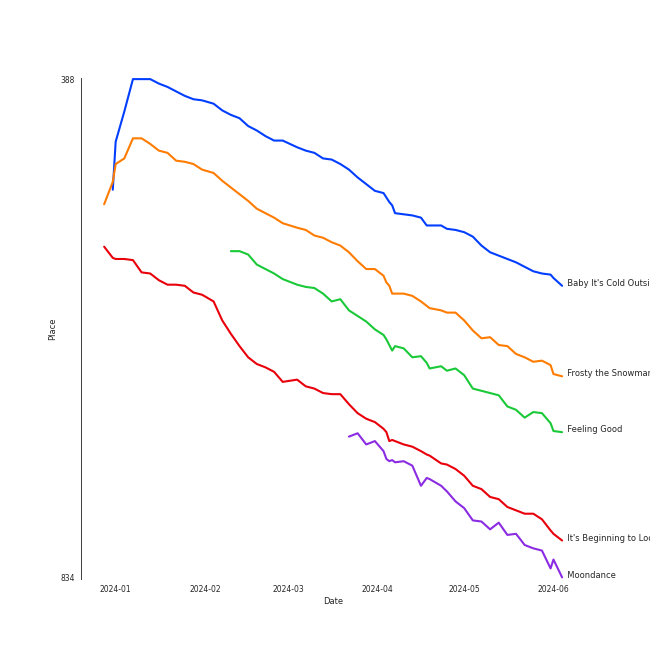 388
834
Place
2024-01
2024-02
2024-03
2024-04
2024-05
2024-06
Date
Baby It's Cold Outsi
Frosty the Snowmar
Feeling Good
It's Beginning to Loo
Moondance